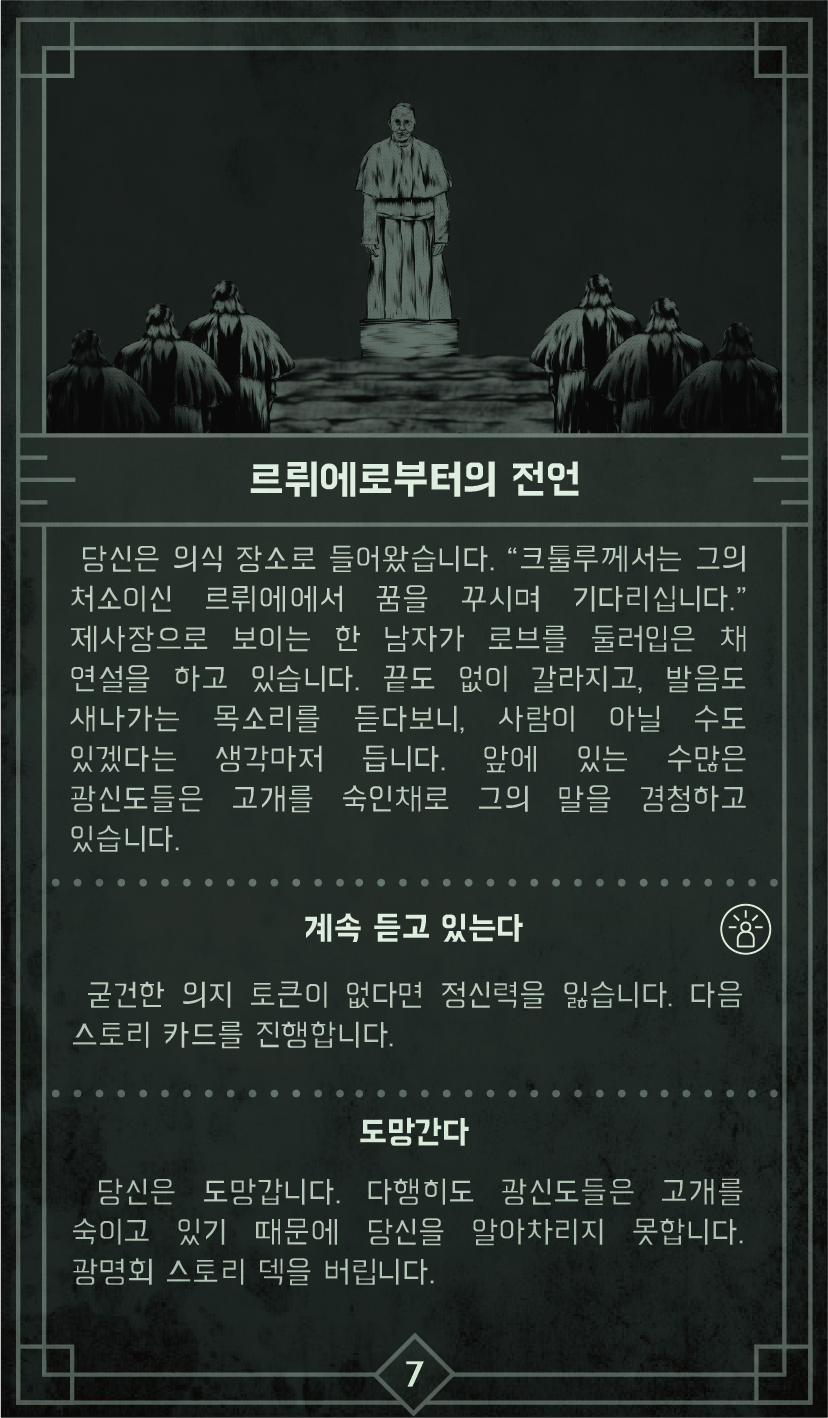 르뤼에로부터의 전언
당신은 의식 장소로 들어왔습니다. “크툴루께서는 그의
처소이신 르뤼에에서 꿈을 꾸시며 기다리십니다.”
제사장으로 보이는 한 남자가 로브를 둘러입은 채
연설을 하고 있습니다. 끝도 없이 갈라지고, 발음도
새나가는 목소리를 듣다보니, 사람이 아닐 수도
있겠다는 생각마저 듭니다. 앞에 있는 수많은
광신도들은 고개를 숙인채로 그의 말을 경청하고
있습니다.
계속 듣고 있는다
굳건한 의지 토큰이 없다면 정신력을 잃습니다. 다음
스토리 카드를 진행합니다.
도망간다
당신은 도망갑니다. 다행히도 광신도들은 고개를
숙이고 있기 때문에 당신을 알아차리지 못합니다.
광명회 스토리 덱을 버립니다.
7